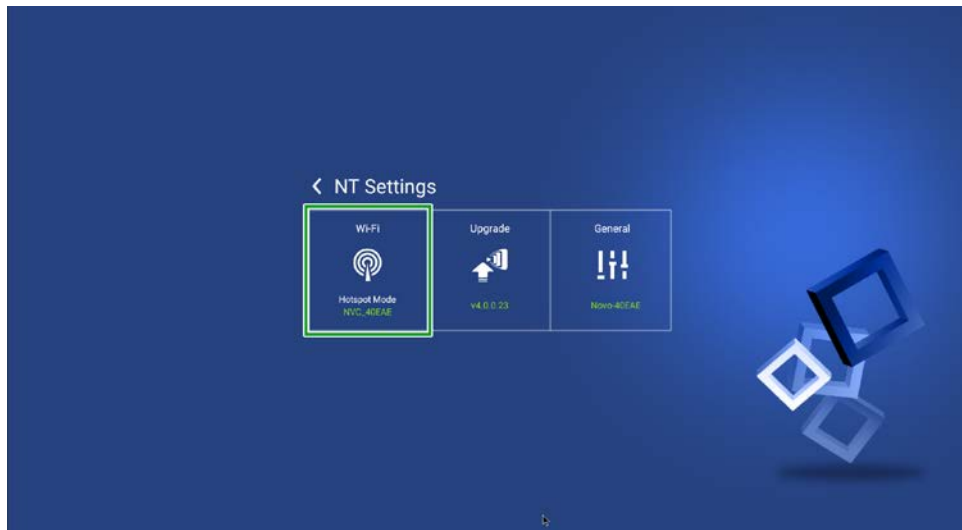 NT Settings
Wi-Fi
Hotspot Mode
NVC_40EAE
Upgrade
v4.0.0.23
General
Novo-40EAE